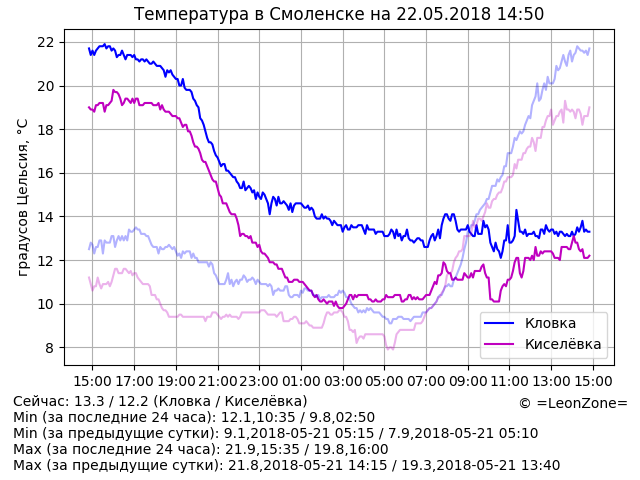 Температура в Смоленске на 22.05.2018 14:50
градусов Цельсия, °C
22
20
18
16
14
12
10
8
15:00 17:00 19:00 21:00 23:00 01:00 03:00 05:00 07:00 09:00 11:00 13:00 15:00
Кловка
Киселёвка
Сейчас: 13.3 / 12.2 (Кловка / Киселёвка)
© =LeonZone=
Min (за последние 24 часа): 12.1,10:35 / 9.8,02:50
Min (за предыдущие сутки): 9.1,2018-05-21 05:15 / 7.9,2018-05-21 05:10
Max (за последние 24 часа): 21.9,15:35 / 19.8,16:00
Max (за предыдущие сутки): 21.8,2018-05-21 14:15 / 19.3,2018-05-21 13:40